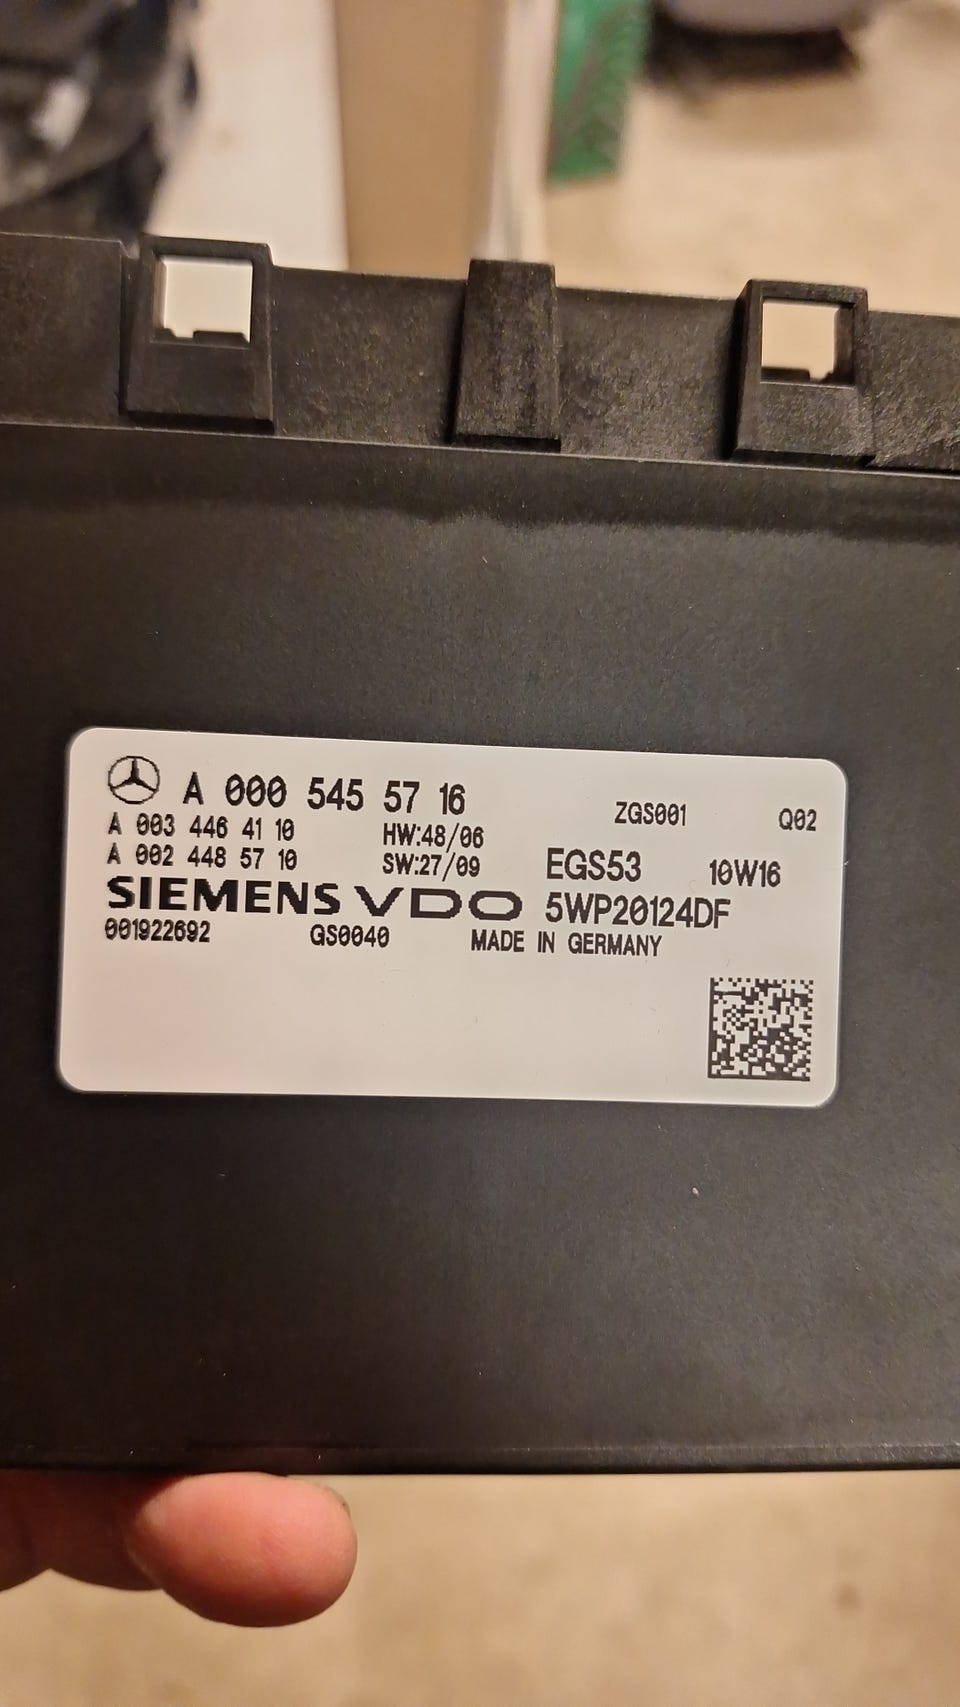 A 000 545 57 16 ZGS001 Q02
A 003 446 41 10 HW:48/06
A 002 448 57 10 SW:27/09 EGS53 10W16
SIEMENS VDO 5WP20124DF
001922692 GS0040 MADE IN GERMANY